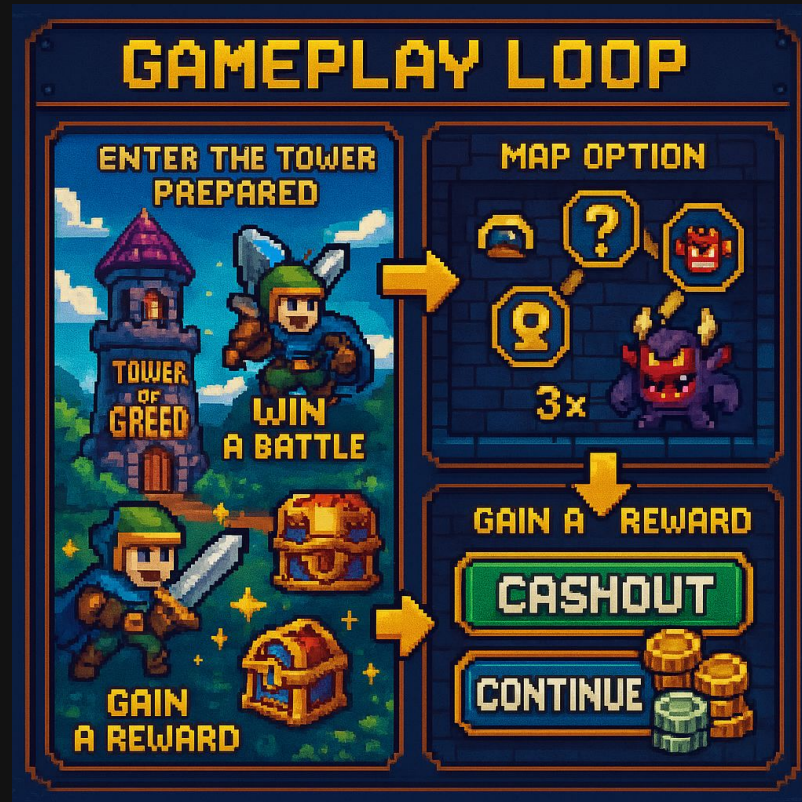 GAMEPLAY LOOP
ENTER THE TOWER
PREPARED
TOWER
OF
GREED
WIN
A BATTLE
GAIN
A REWARD
MAP OPTION
?
3x
GAIN A REWARD
CASHOUT
CONTINUE